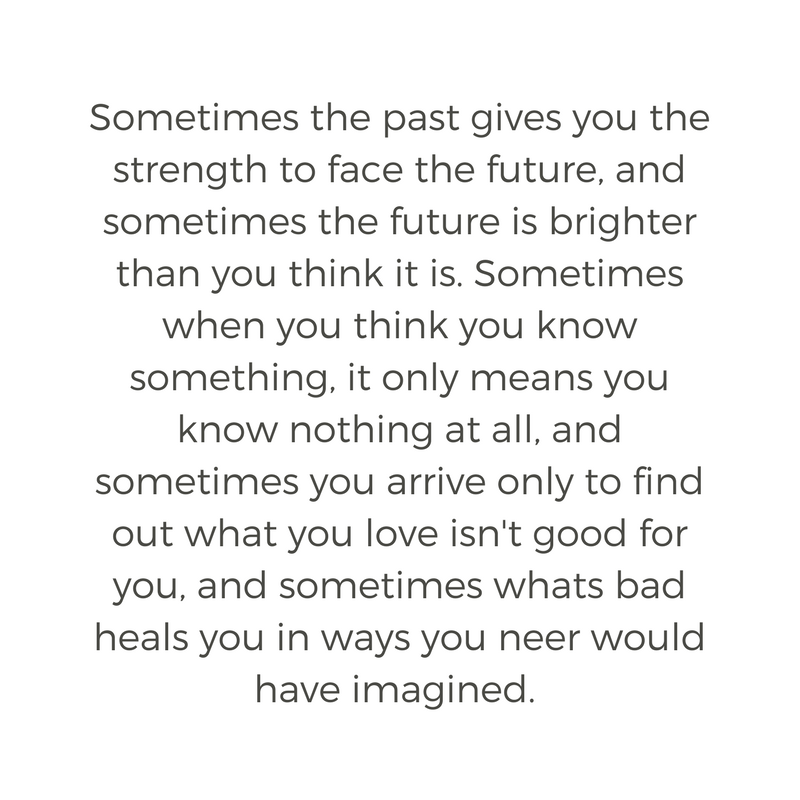 Sometimes the past gives you the
strength to face the future, and
sometimes the future is brighter
than you think it is. Sometimes
when you think you know
something, it only means you
know nothing at all, and
sometimes you arrive only to find
out what you love isn't good for
you, and sometimes whats bad
heals you in ways you neer would
have imagined.